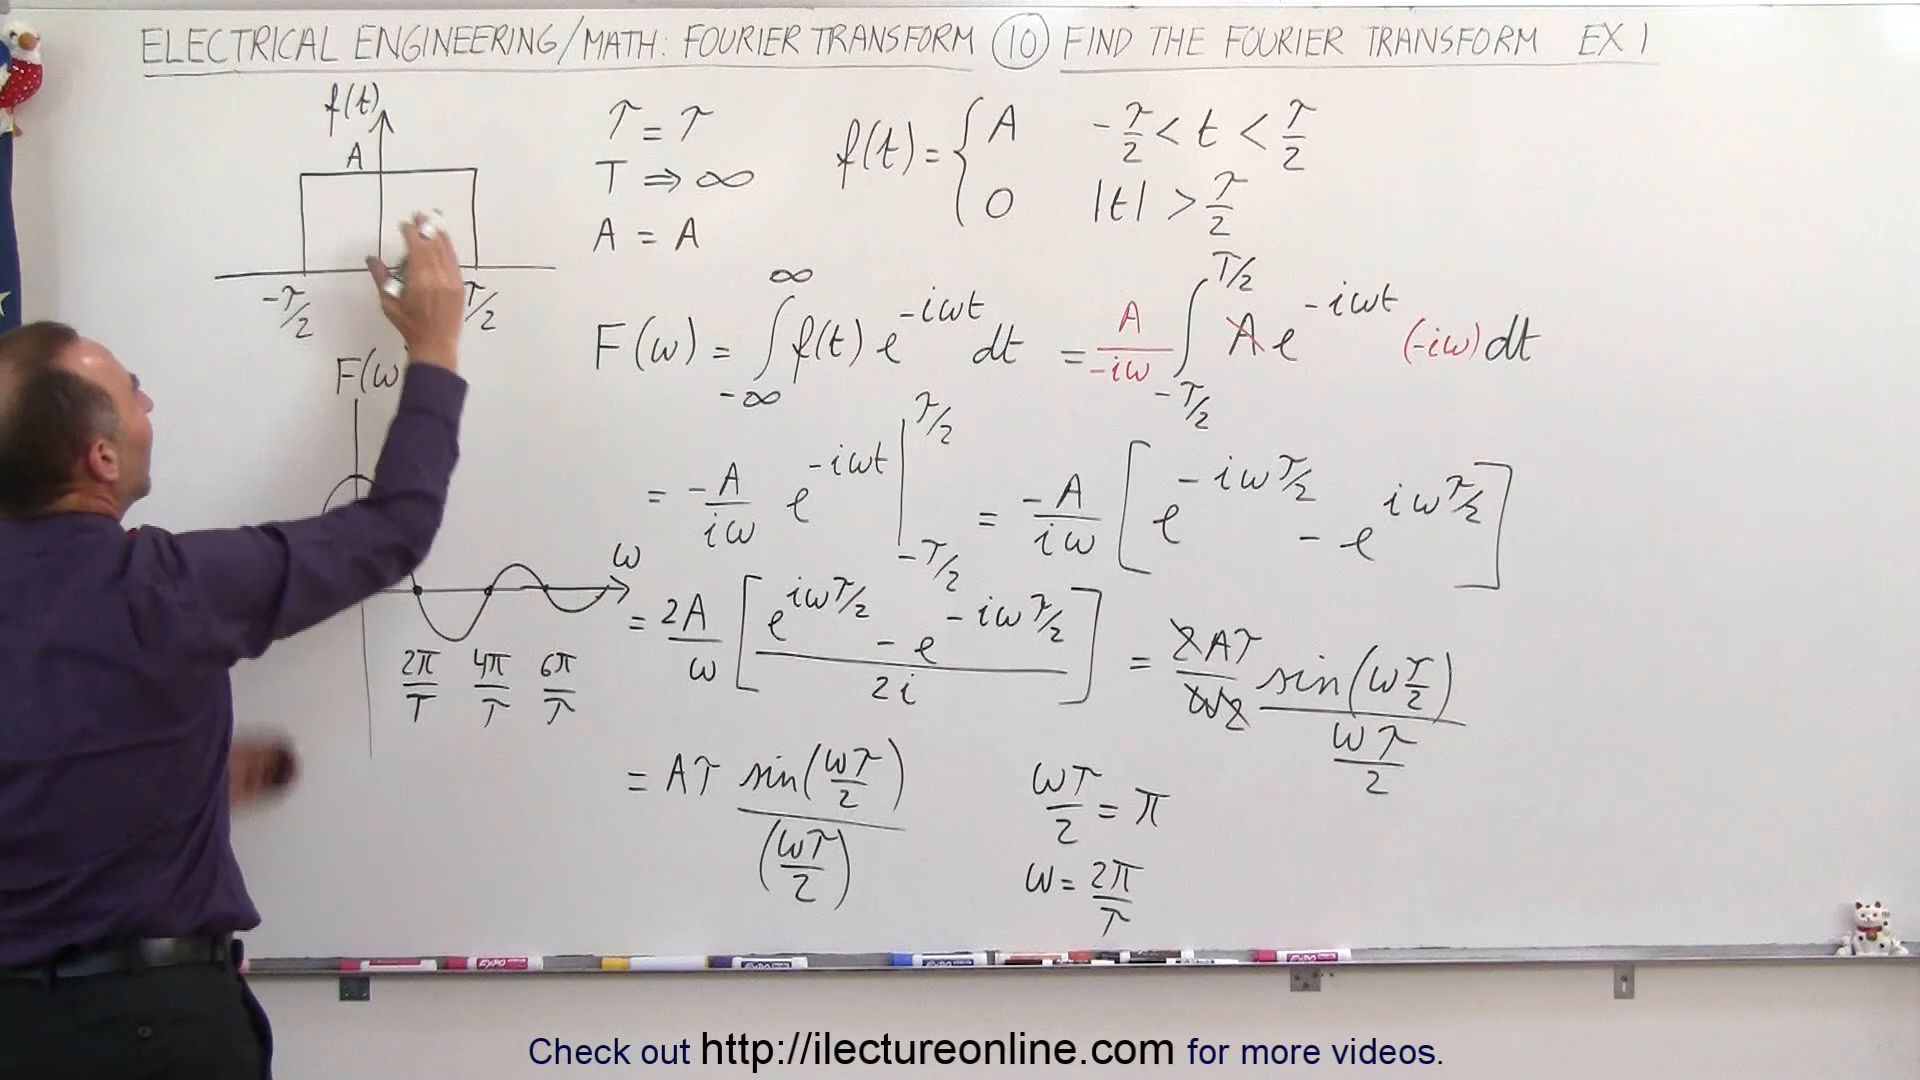 ELECTRICAL ENGINEERING/MATH: FOURIER TRANSFORM (10) FIND THE FOURIER TRANSFORM EX 1
f(t)
A
-τ/2 τ/2
τ = τ
T ⇒ ∞
A = A
f(t) = { A -τ/2 < t < τ/2
0 |t| > τ/2
F(ω) = ∫_{-∞}^{∞} f(t) e^{-iωt} dt = A/-iω ∫_{-τ/2}^{τ/2} A e^{-iωt} (-iω) dt
= -A/iω e^{-iωt} |_{-τ/2}^{τ/2} = -A/iω [e^{-iωτ/2} - e^{iωτ/2}]
= 2A/ω [(e^{iωτ/2} - e^{-iωτ/2})/2i] = 2Aτ/ω2 sin(ωτ/2)/(ωτ/2)
= Aτ sin(ωτ/2)/(ωτ/2)
ωτ/2 = π
ω = 2π/τ
F(ω
ω
2π/τ 4π/τ 6π/τ
EXPO
Check out http://ilectureonline.com for more videos.